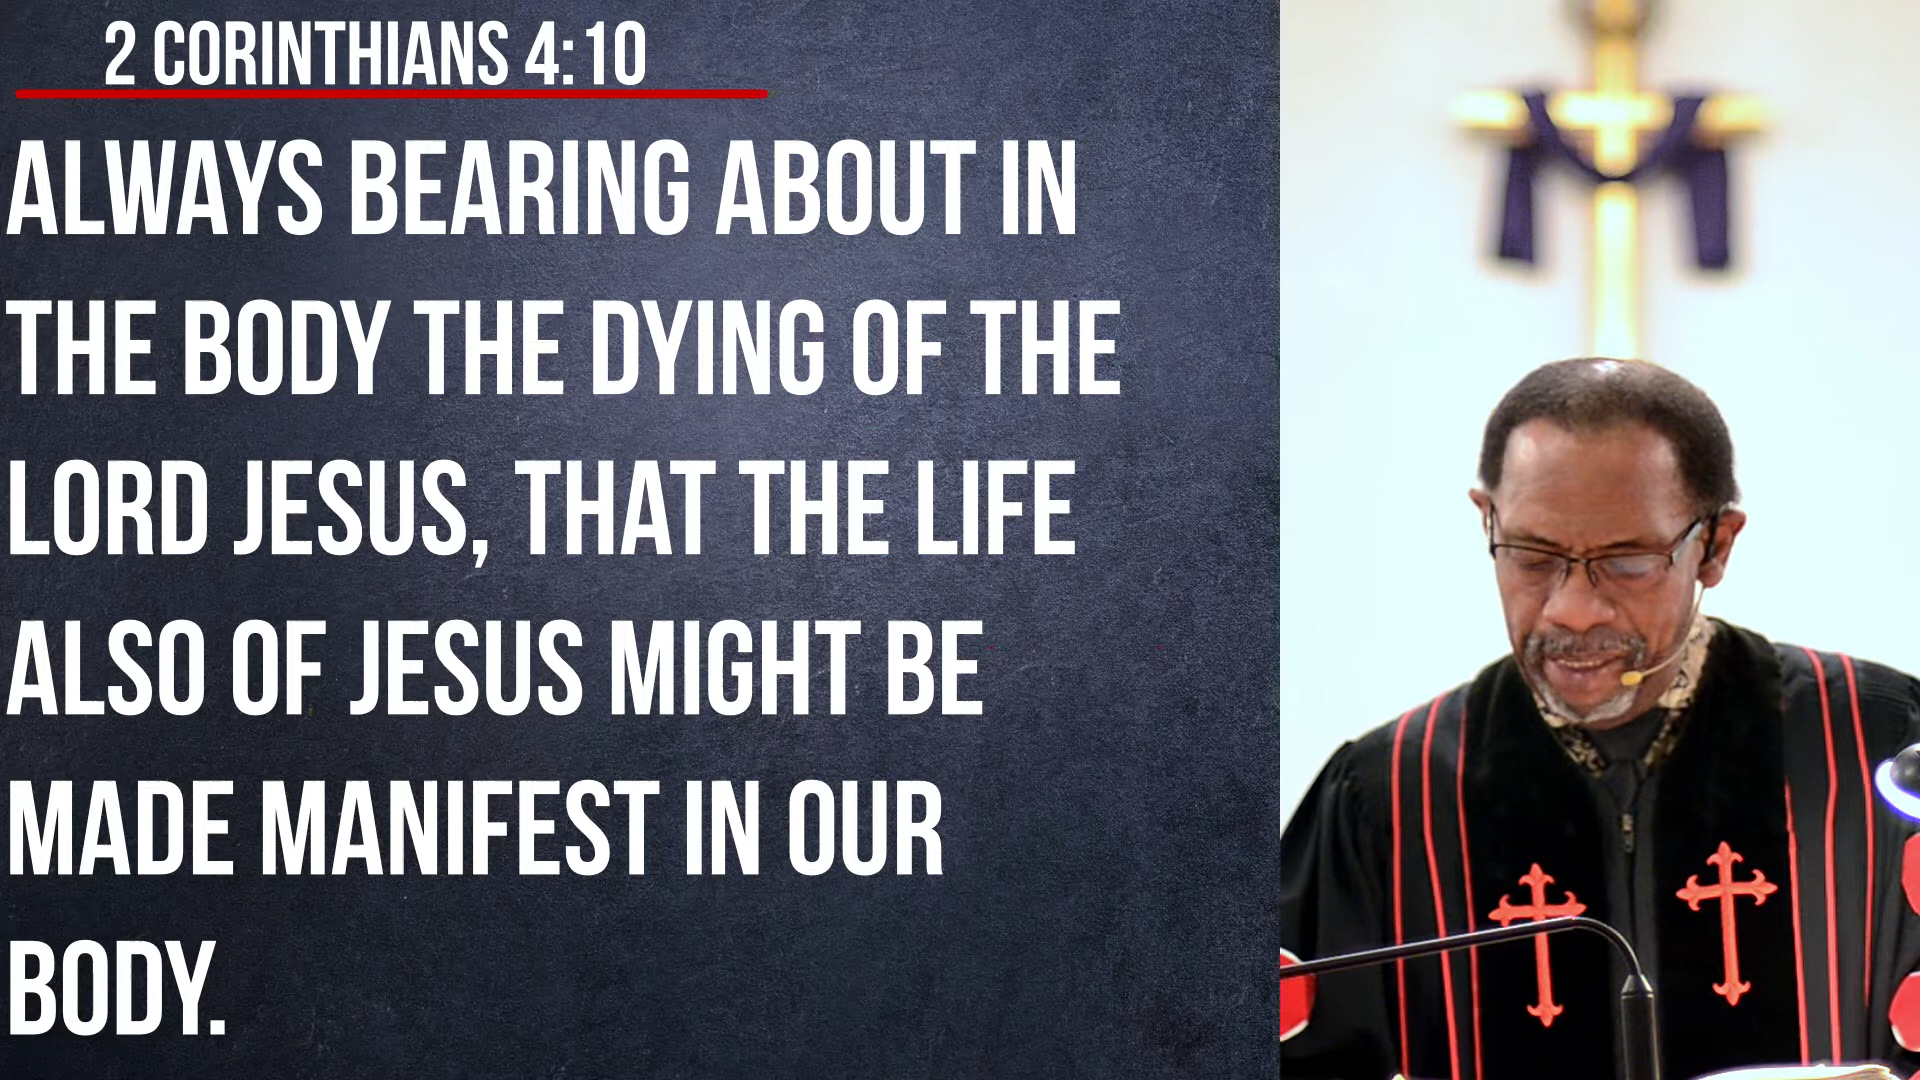 2 CORINTHIANS 4:10
ALWAYS BEARING ABOUT IN
THE BODY THE DYING OF THE
LORD JESUS, THAT THE LIFE
ALSO OF JESUS MIGHT BE
MADE MANIFEST IN OUR
BODY.